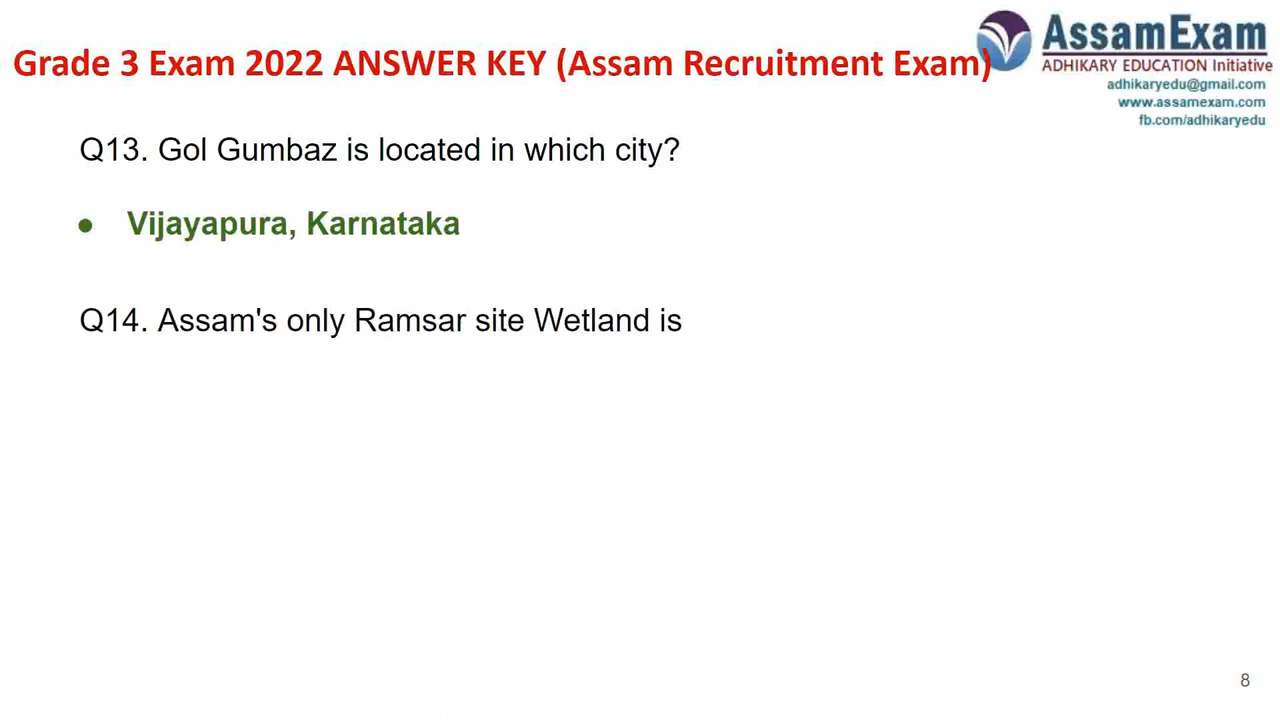 Grade 3 Exam 2022 ANSWER KEY (Assam Recruitment Exam)
AssamExam
ADHIKARY EDUCATION Initiative
adhikaryedu@gmail.com
www.assamexam.com
fb.com/adhikaryedu
Q13. Gol Gumbaz is located in which city?
● Vijayapura, Karnataka
Q14. Assam's only Ramsar site Wetland is
8